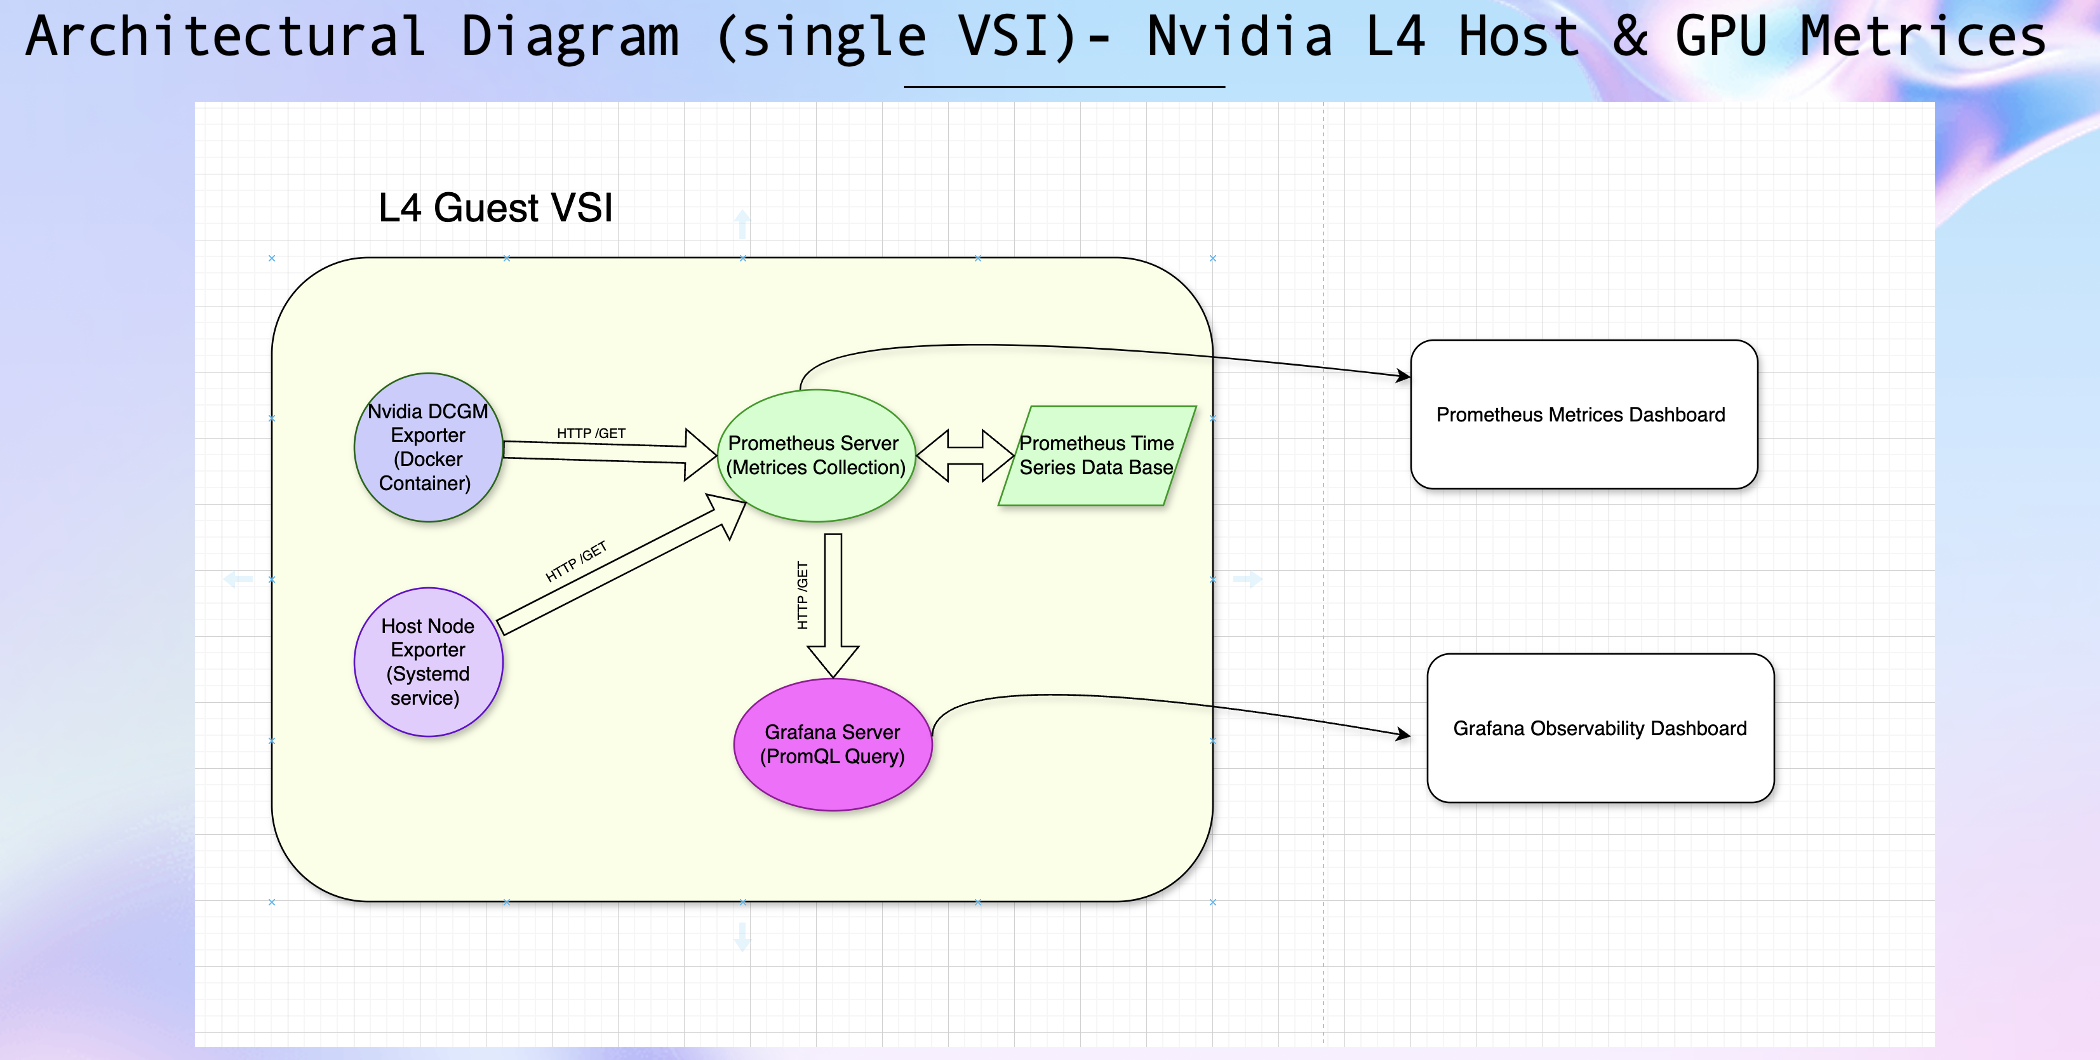 Architectural Diagram (single VSI)- Nvidia L4 Host & GPU Metrices
L4 Guest VSI
Nvidia DCGM
Exporter
(Docker
Container)
HTTP /GET
Prometheus Server
(Metrices Collection)
Prometheus Time
Series Data Base
Prometheus Metrices Dashboard
HTTP /GET
HTTP /GET
Host Node
Exporter
(Systemd
service)
Grafana Server
(PromQL Query)
Grafana Observability Dashboard